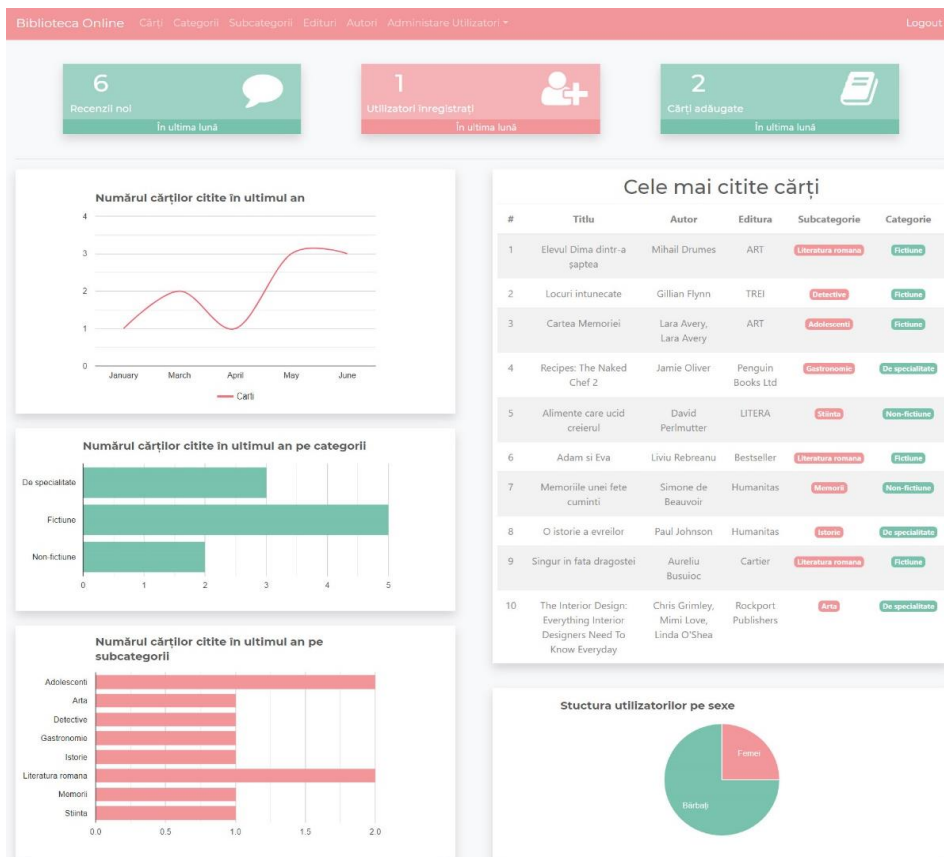 Biblioteca Online Cărți Categorii Subcategorii Edituri Autori Administare Utilizatori Logout
6
Recenzii noi
În ultima lună
1
Utilizatori înregistrați
În ultima lună
2
Cărți adăugate
În ultima lună
Numărul cărților citite în ultimul an
4
3
2
1
0
January March April May June
Carti
Numărul cărților citite în ultimul an pe categorii
De specialitate
Fictiune
Non-fictiune
0 1 2 3 4 5
Numărul cărților citite în ultimul an pe
subcategorii
Adolescenti
Arta
Detective
Gastronomie
Istorie
Literatura romana
Memorii
Stiinta
0.0 0.5 1.0 1.5 2.0
Cele mai citite cărți
# Titlu Autor Editura Subcategorie Categorie
1 Elevul Dima dintr-a Mihail Drumes ART Literatura romana Fictiune
șaptea
2 Locuri intunecate Gillian Flynn TREI Detective Fictiune
3 Cartea Memoriei Lara Avery, ART Adolescenti Fictiune
Lara Avery
4 Recipes: The Naked Jamie Oliver Penguin Gastronomie De specialitate
Chef 2 Books Ltd
5 Alimente care ucid David LITERA Stiinta Non-fictiune
creierul Perlmutter
6 Adam si Eva Liviu Rebreanu Bestseller Literatura romana Fictiune
7 Memoriile unei fete Simone de Humanitas Memorii Non-fictiune
cuminti Beauvoir
8 O istorie a evreilor Paul Johnson Humanitas Istorie De specialitate
9 Singur in fata dragostei Aureliu Cartier Literatura romana Fictiune
Busuioc
10 The Interior Design: Chris Grimley, Rockport Arta De specialitate
Everything Interior Mimi Love, Publishers
Designers Need To Linda O'Shea
Know Everyday
Stuctura utilizatorilor pe sexe
Femei
Bărbați